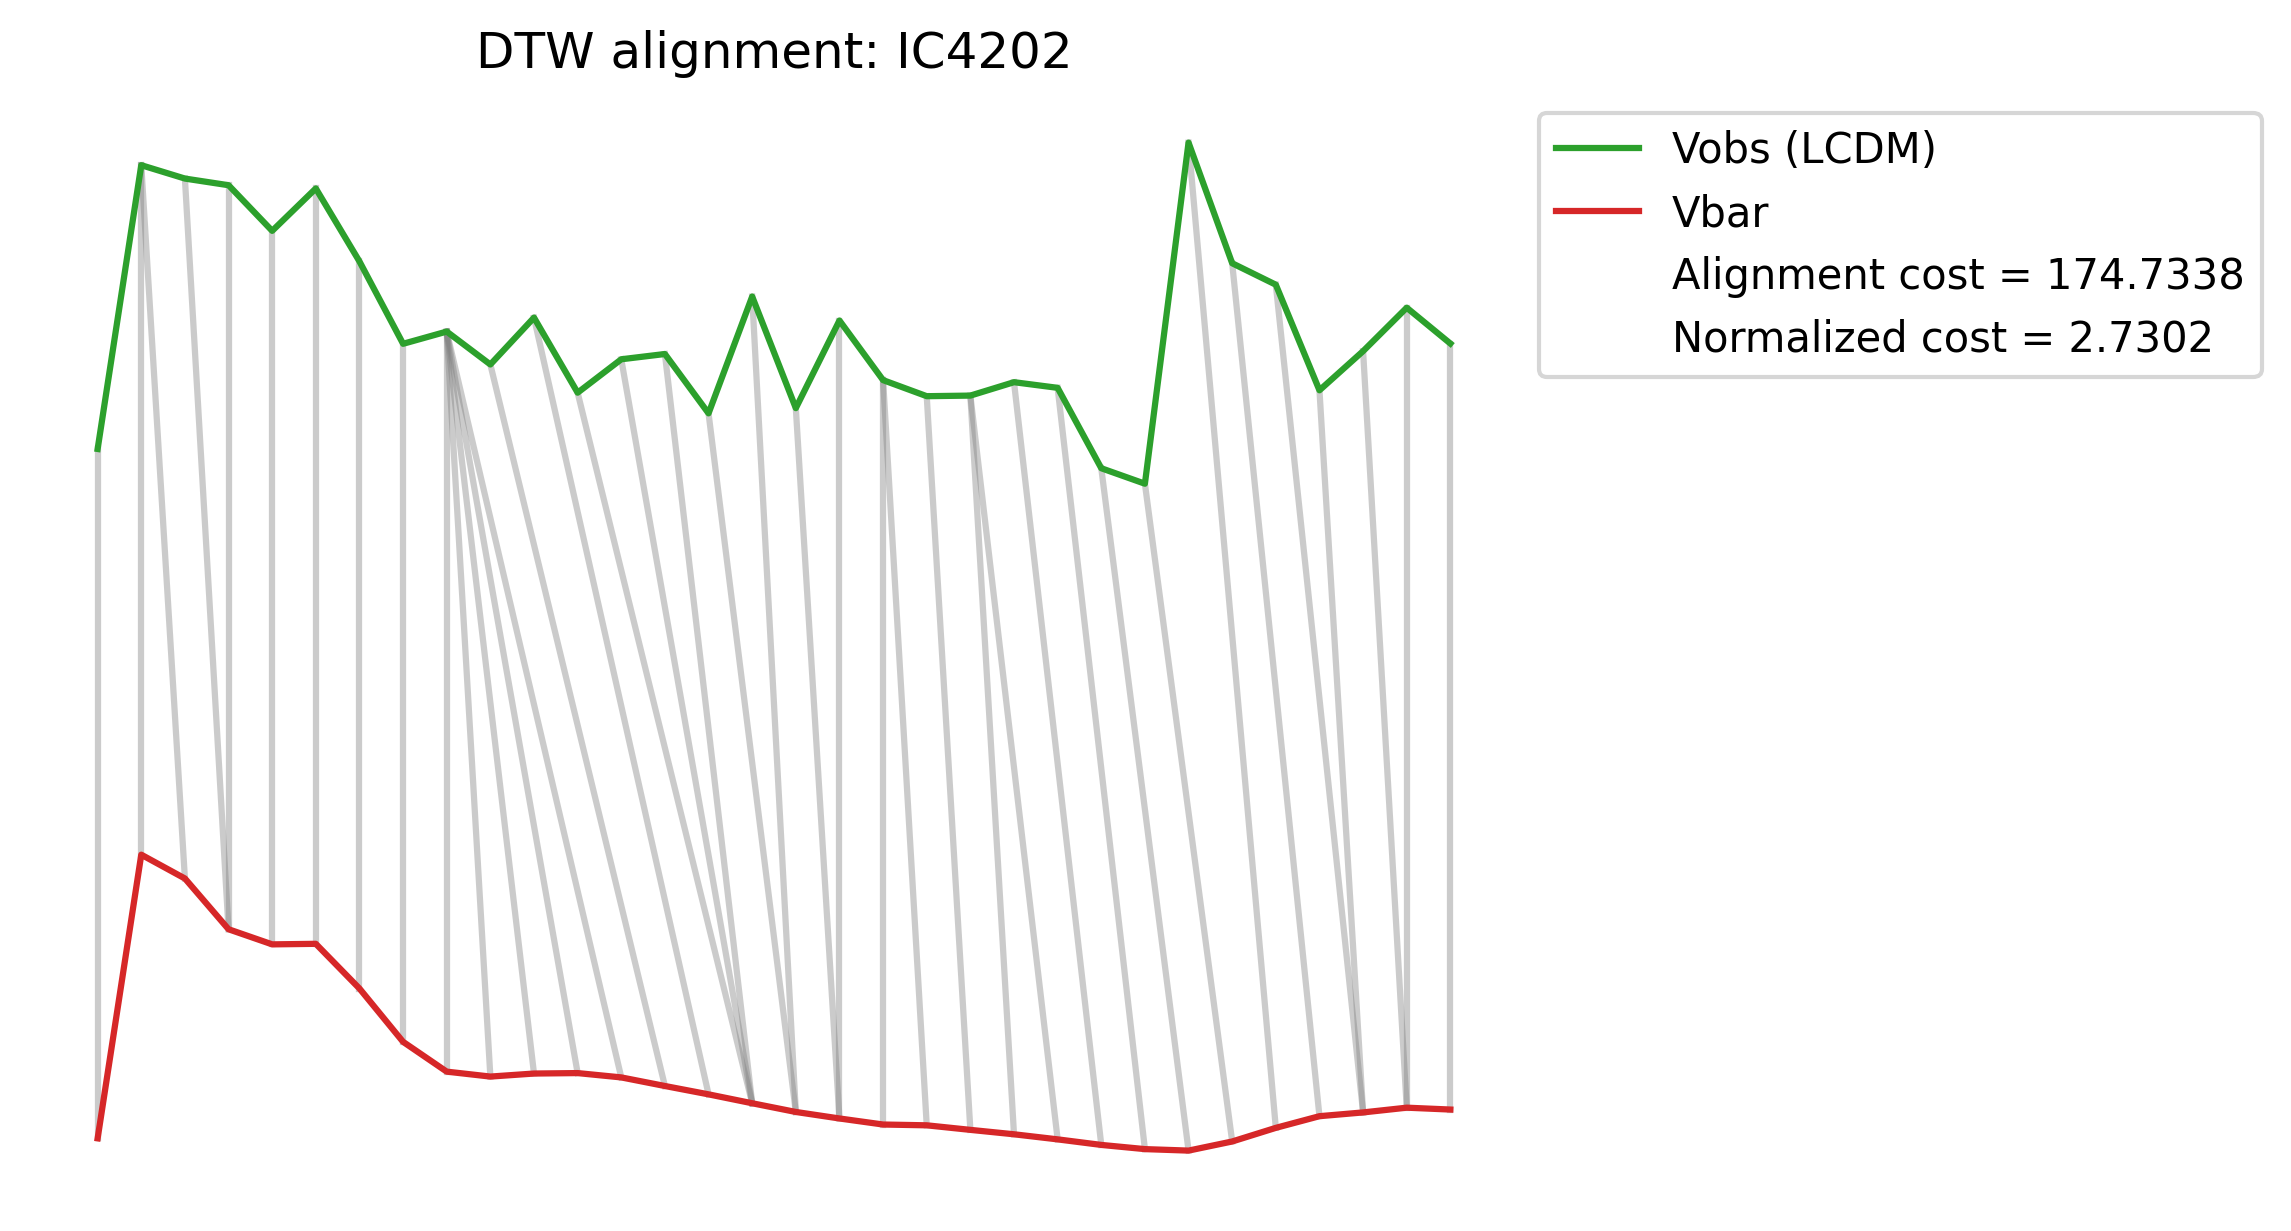 DTW alignment: IC4202
Vobs (LCDM)
Vbar
Alignment cost = 174.7338
Normalized cost = 2.7302